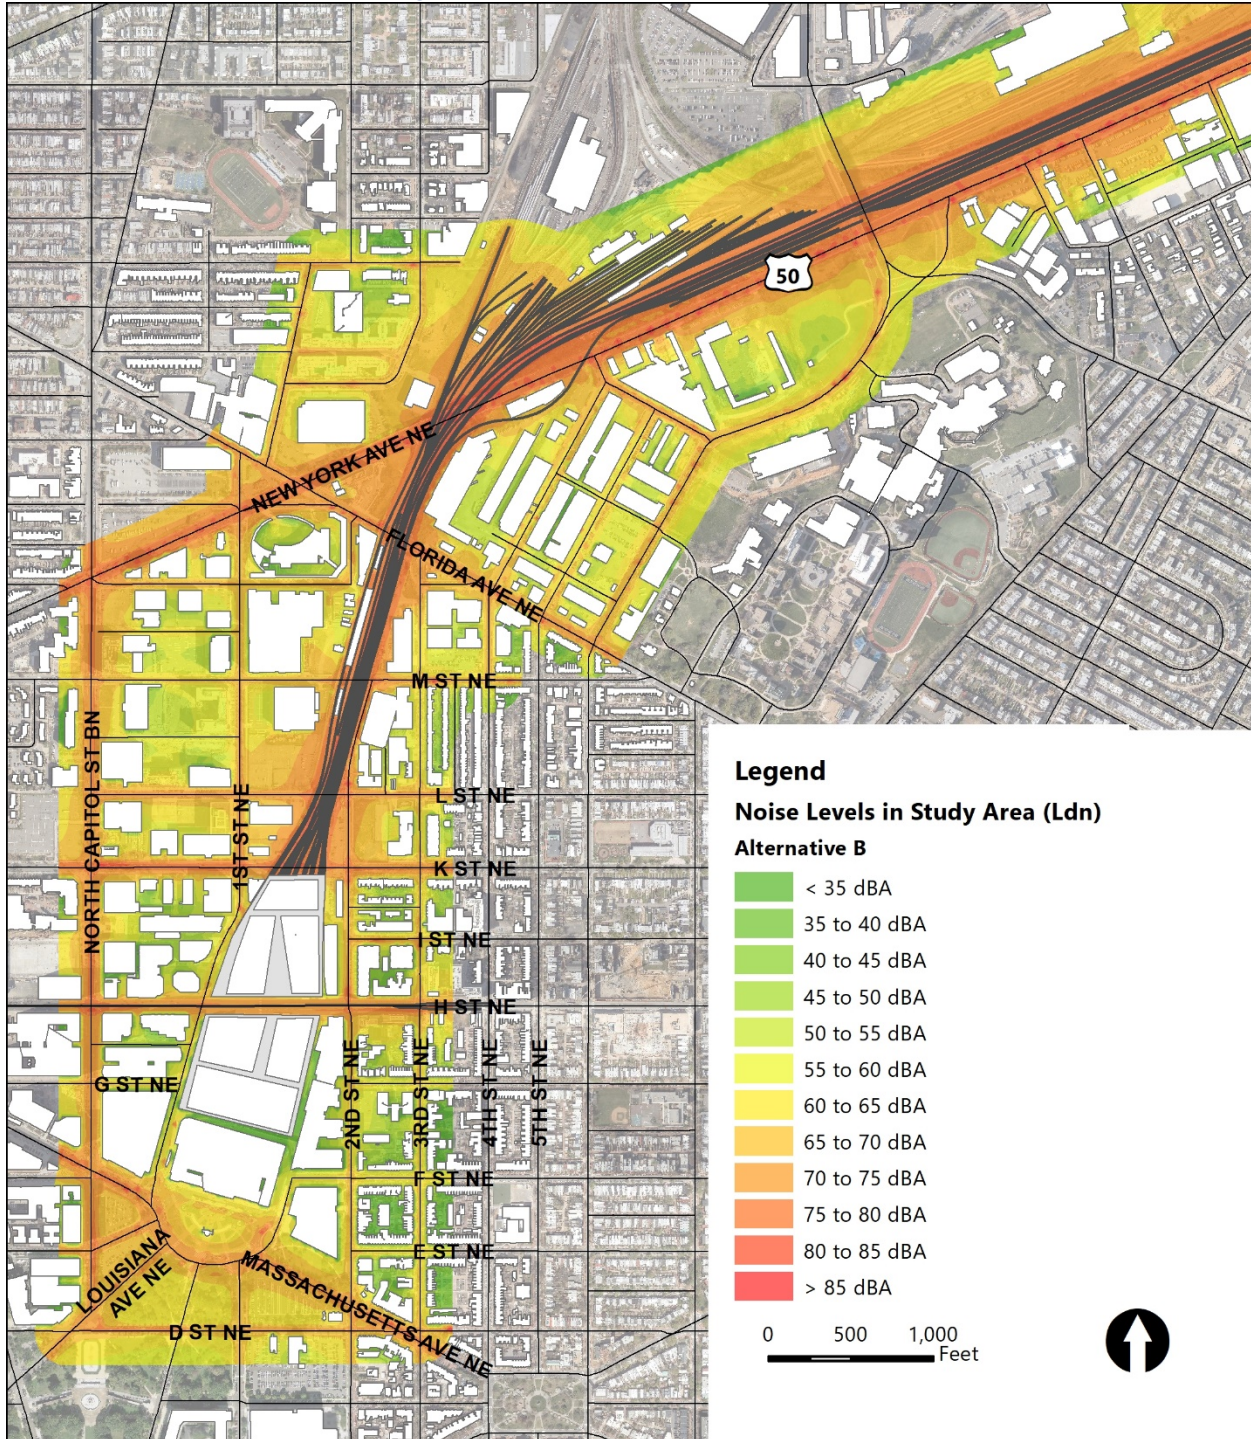 50
NEW YORK AVE NE
FLORIDA AVE NE
M ST NE
NORTH CAPITOL ST BN
1ST ST NE
L ST NE
K ST NE
I ST NE
H ST NE
G ST NE
2ND ST NE
3RD ST NE
4TH ST NE
5TH ST NE
F ST NE
E ST NE
LOUISIANA
AVE NE
MASSACHUSETTS AVE NE
D ST NE
Legend
Noise Levels in Study Area (Ldn)
Alternative B
< 35 dBA
35 to 40 dBA
40 to 45 dBA
45 to 50 dBA
50 to 55 dBA
55 to 60 dBA
60 to 65 dBA
65 to 70 dBA
70 to 75 dBA
75 to 80 dBA
80 to 85 dBA
> 85 dBA
0 500 1,000
Feet